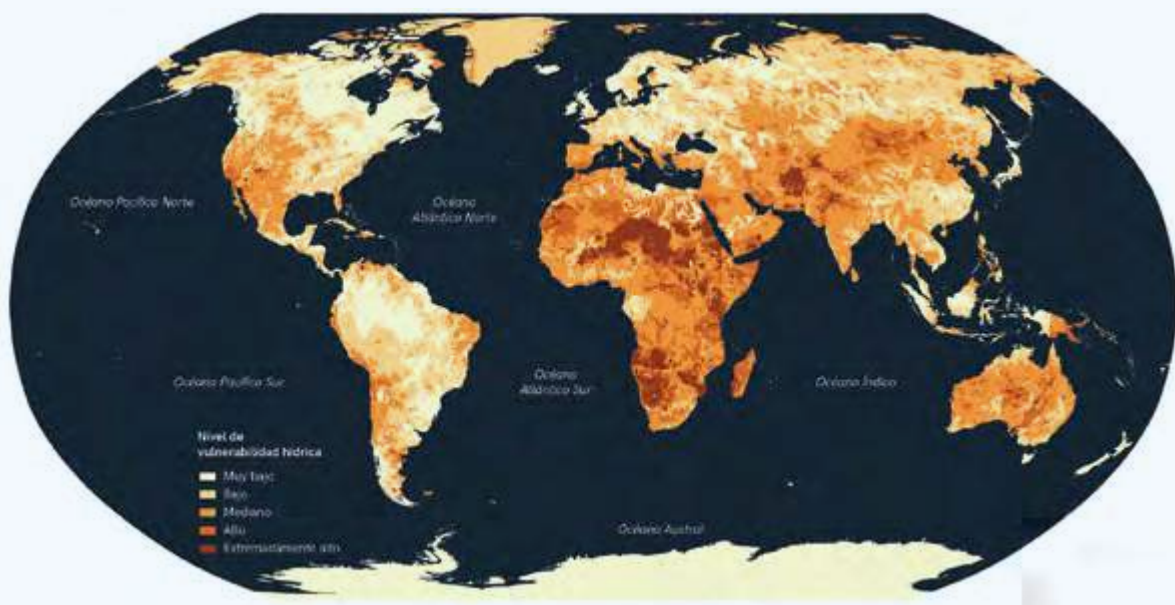 Océano Pacífico Norte
Océano
Atlántico Norte
Océano Pacífico Sur
Océano
Atlántico Sur
Océano Índico
Océano Austral
Nivel de
vulnerabilidad hídrica
Muy bajo
Bajo
Mediano
Alto
Extremadamente alto